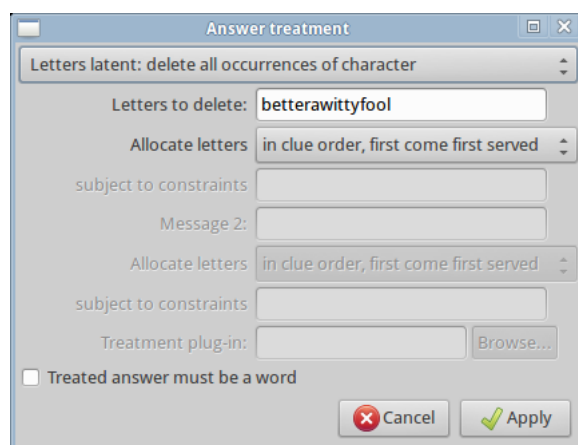 Answer treatment
Letters latent: delete all occurrences of character
Letters to delete: betterawittyfool
Allocate letters in clue order, first come first served
subject to constraints
Message 2:
Allocate letters in clue order, first come first served
subject to constraints
Treatment plug-in: Browse...
Treated answer must be a word
Cancel Apply